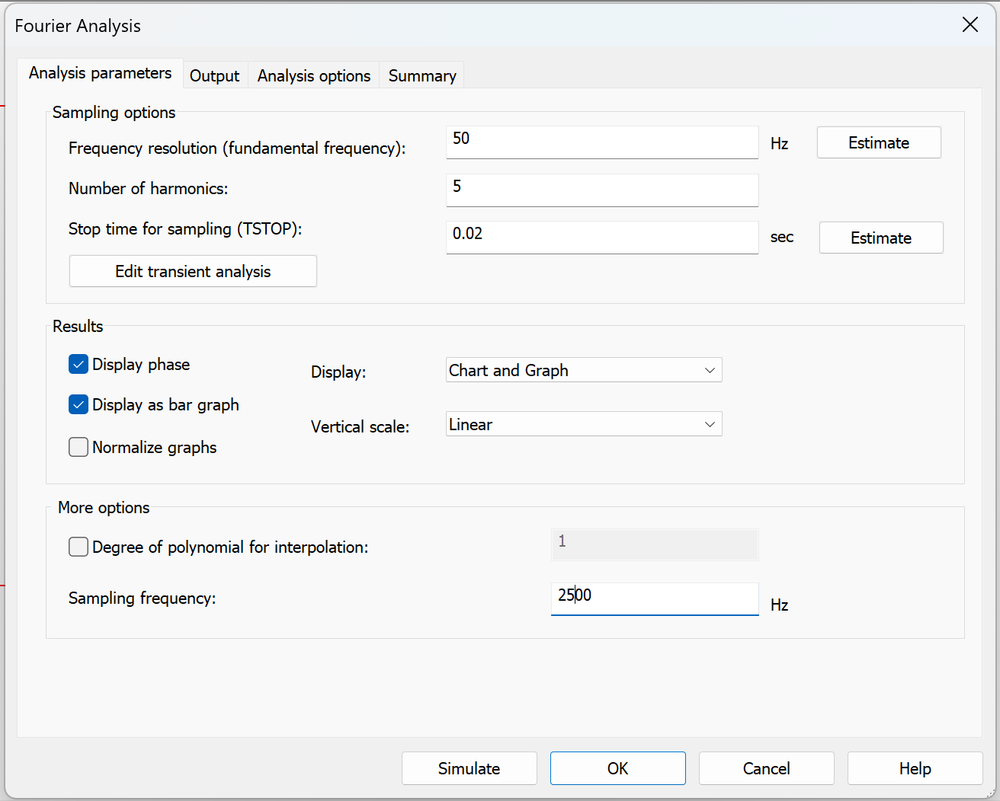 Fourier Analysis
Analysis parameters Output Analysis options Summary
Sampling options
Frequency resolution (fundamental frequency): 50 Hz Estimate
Number of harmonics: 5
Stop time for sampling (TSTOP): 0.02 sec Estimate
Edit transient analysis
Results
Display phase Display: Chart and Graph
Display as bar graph
Vertical scale: Linear
Normalize graphs
More options
Degree of polynomial for interpolation: 1
Sampling frequency: 2500 Hz
Simulate OK Cancel Help